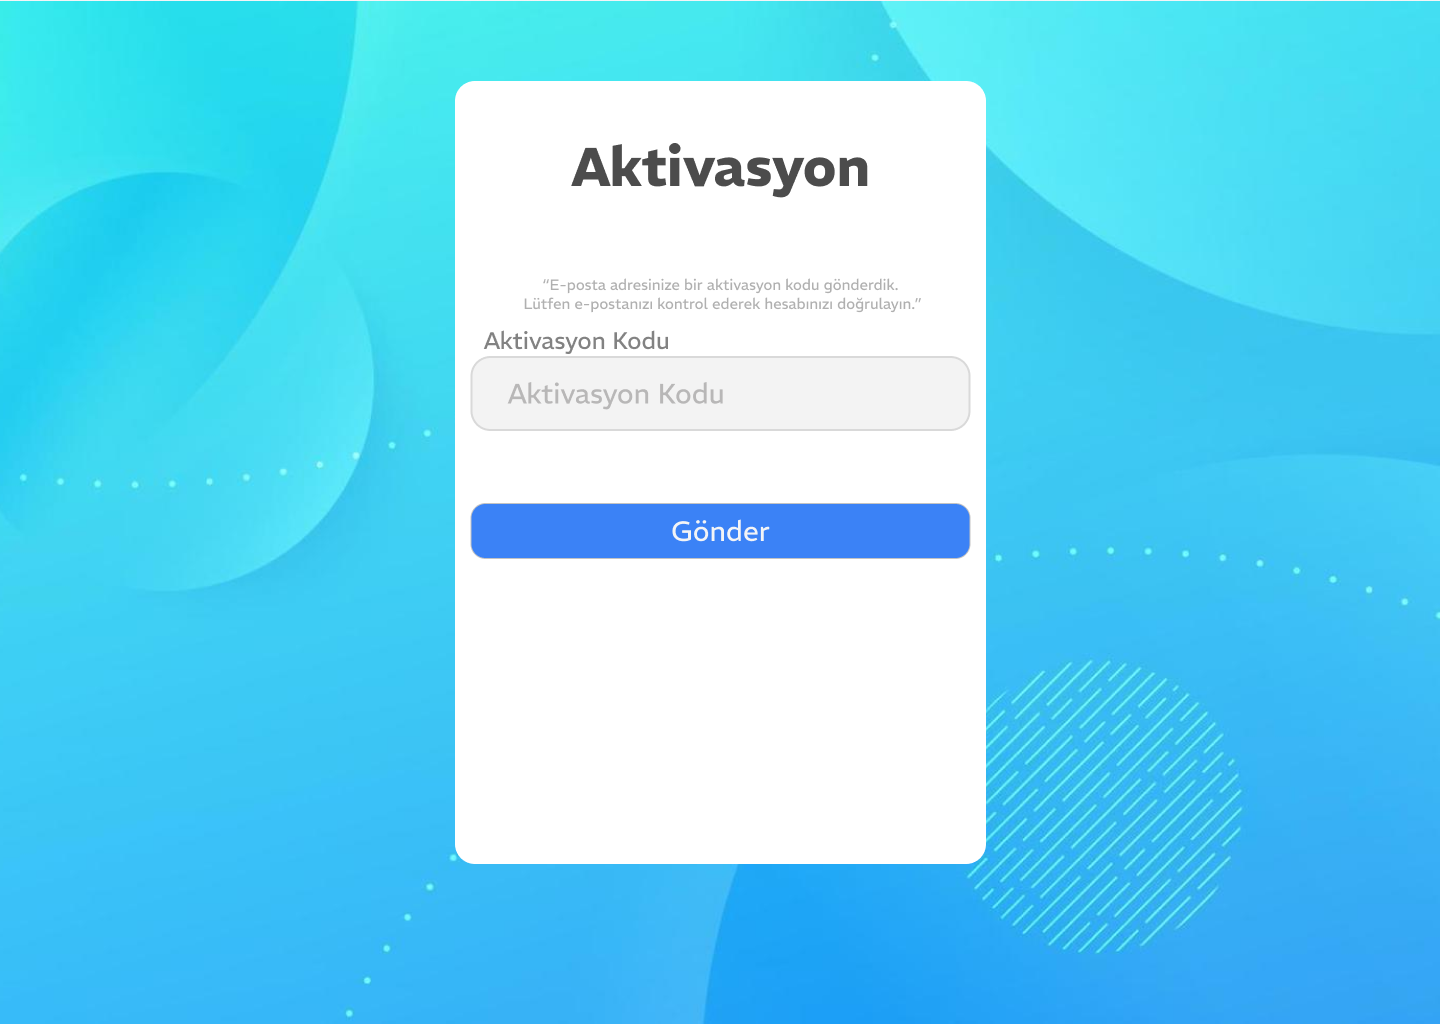 Aktivasyon
“E-posta adresinize bir aktivasyon kodu gönderdik.
Lütfen e-postanızı kontrol ederek hesabınızı doğrulayın.”
Aktivasyon Kodu
Aktivasyon Kodu
Gönder